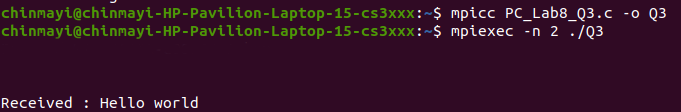 chinmayi@chinmayi-HP-Pavilion-Laptop-15-cs3xxx:~$ mpicc PC_Lab8_Q3.c -o Q3
chinmayi@chinmayi-HP-Pavilion-Laptop-15-cs3xxx:~$ mpiexec -n 2 ./Q3
Received : Hello world